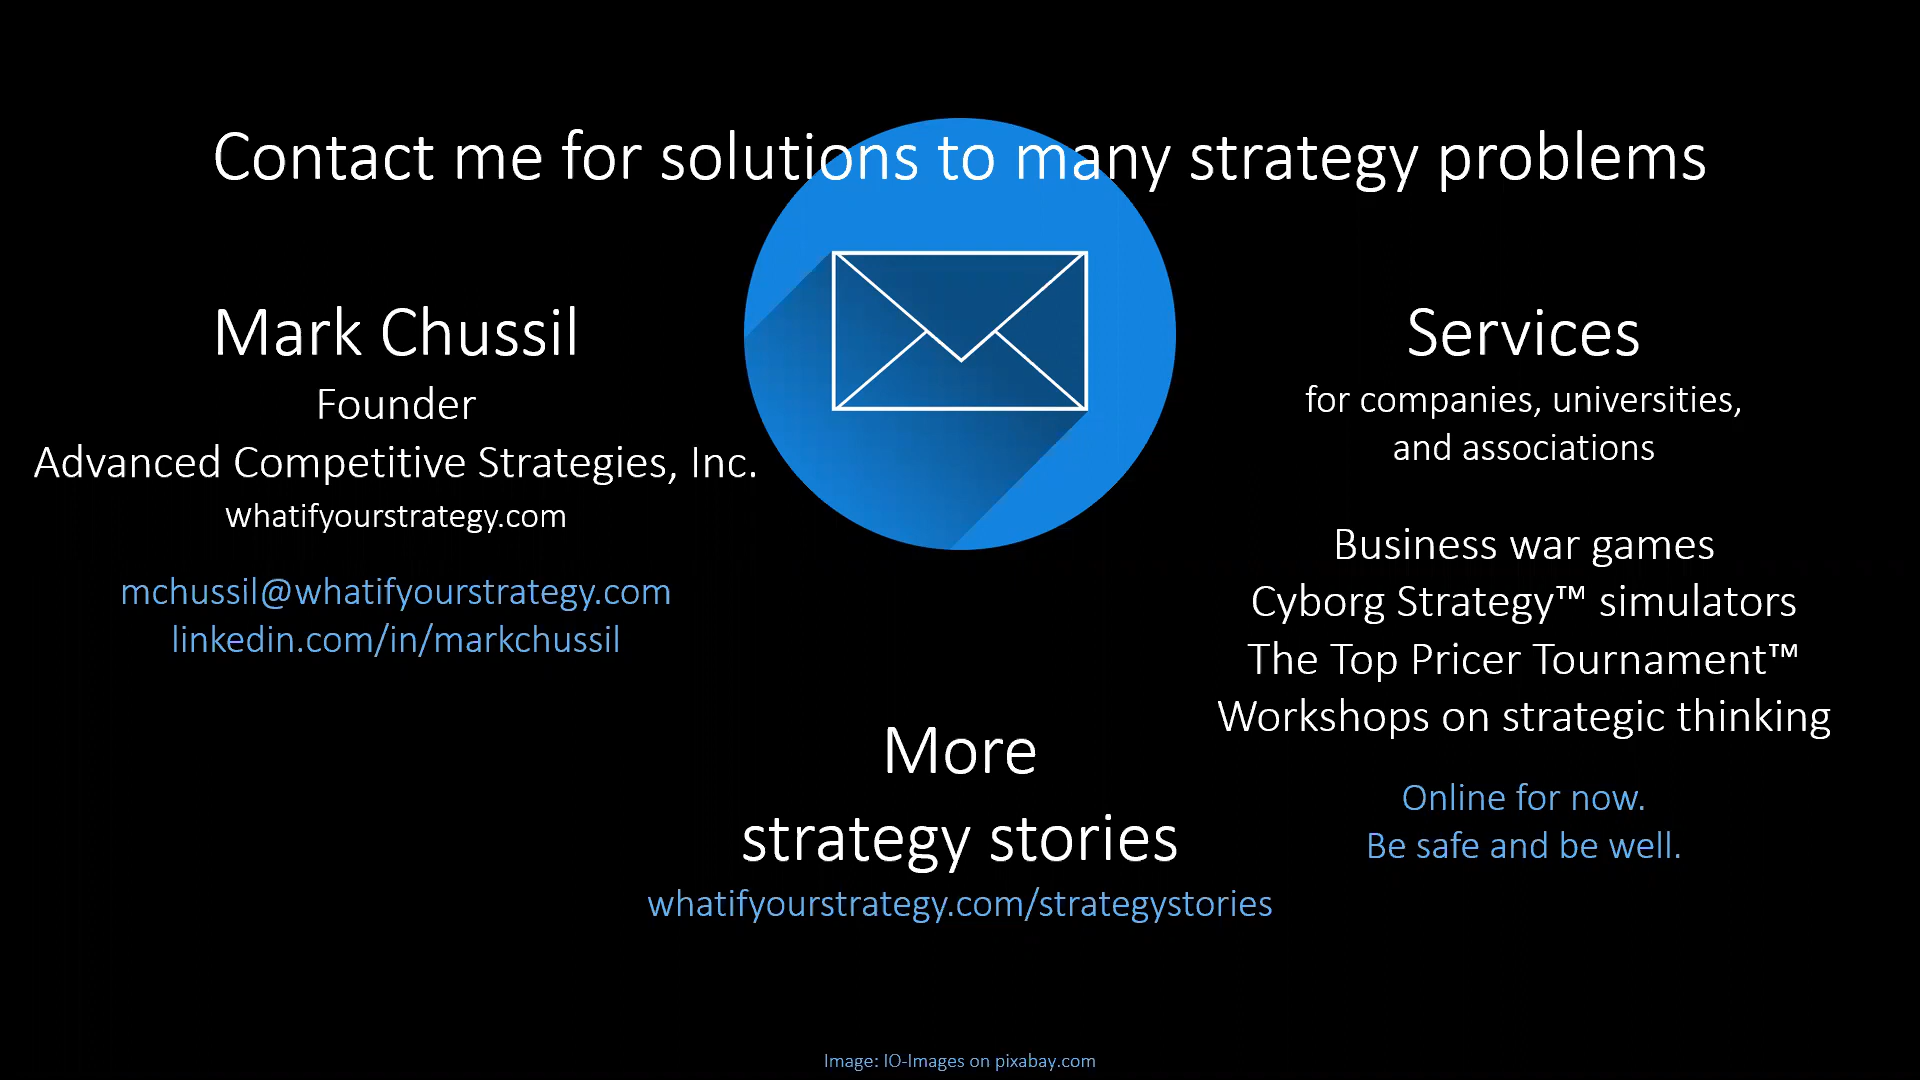 Contact me for solutions to many strategy problems
Mark Chussil
Founder
Advanced Competitive Strategies, Inc.
whatifyourstrategy.com
mchussil@whatifyourstrategy.com
linkedin.com/in/markchussil
More
strategy stories
whatifyourstrategy.com/strategystories
Services
for companies, universities,
and associations
Business war games
Cyborg Strategy™ simulators
The Top Pricer Tournament™
Workshops on strategic thinking
Online for now.
Be safe and be well.
Image: IO-Images on pixabay.com